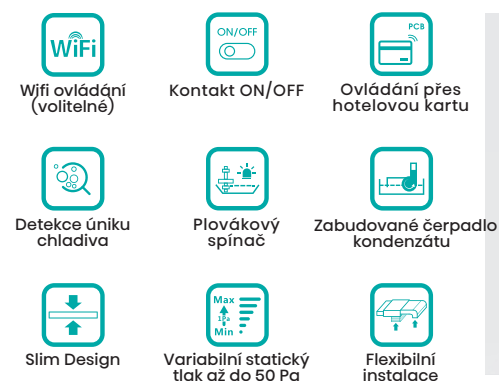 WiFi
ON/OFF
PCB
Wifi ovládání
(volitelné)
Kontakt ON/OFF
Ovládání přes
hotelovou kartu
Detekce úniku
chladiva
Plovákový
spínač
Zabudované čerpadlo
kondenzátu
Max
1Pa
Min
Slim Design
Variabilní statický
tlak až do 50 Pa
Flexibilní
instalace